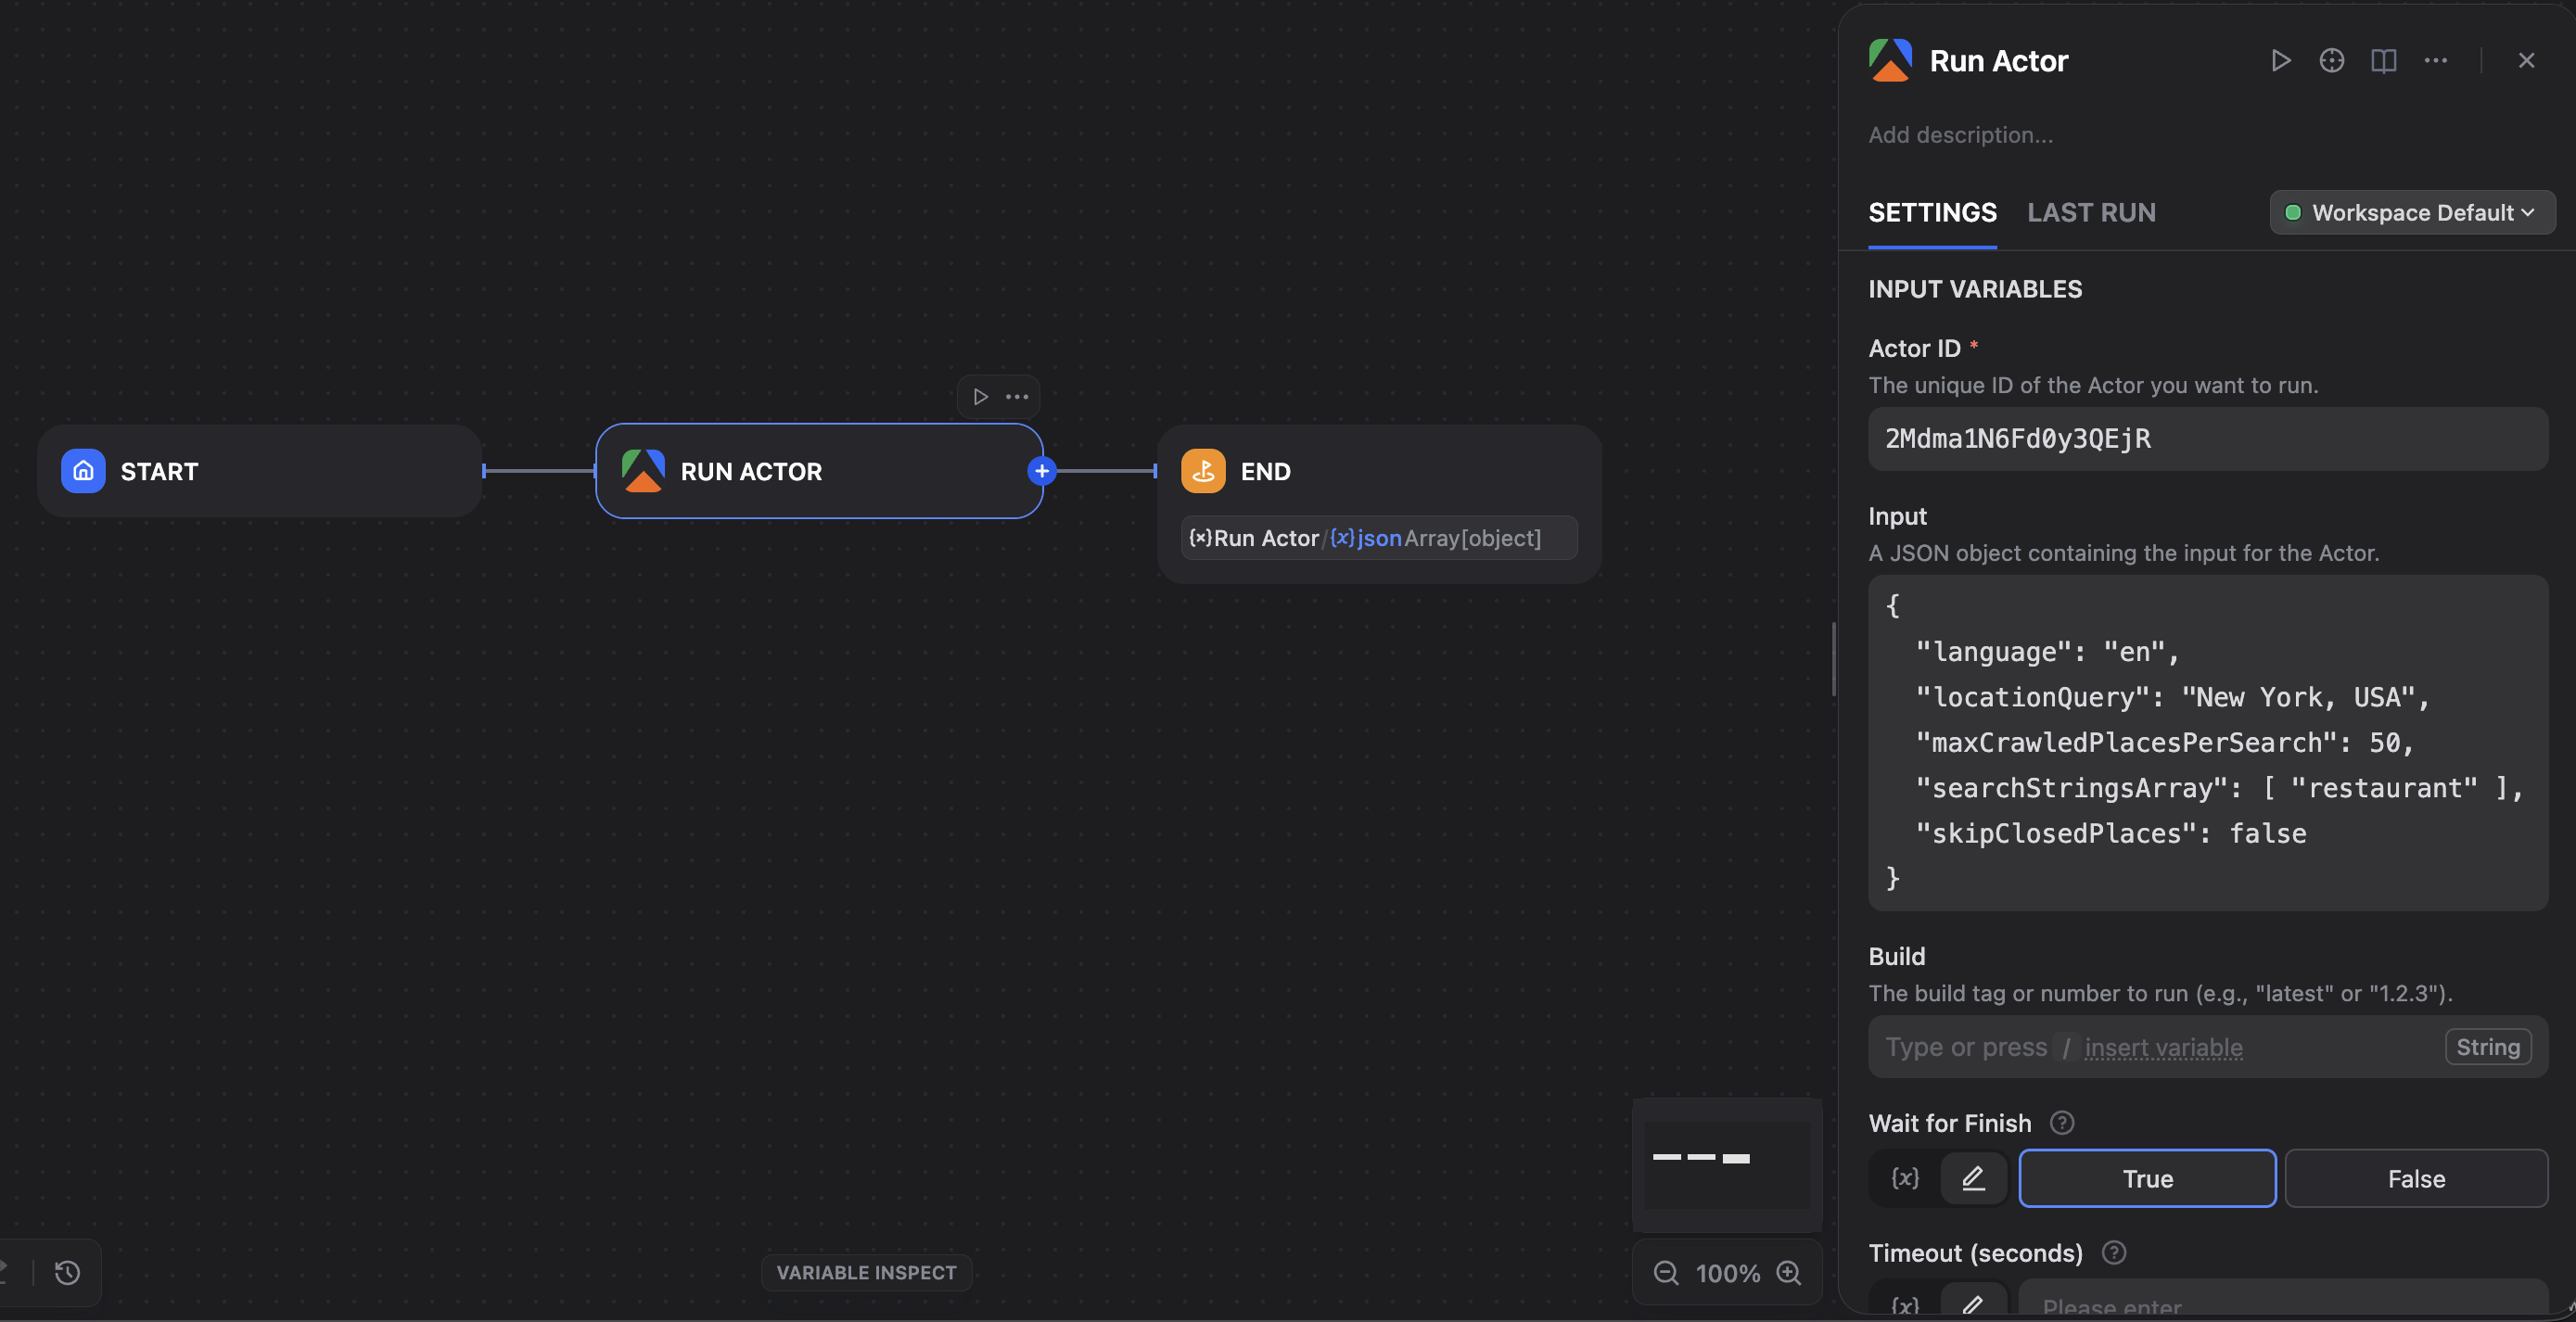 START
RUN ACTOR
END
{x}Run Actor/{x}json Array[object]
VARIABLE INSPECT
100%
Run Actor
Add description...
SETTINGS
LAST RUN
Workspace Default
INPUT VARIABLES
Actor ID *
The unique ID of the Actor you want to run.
2Mdma1N6Fd0y3QEjR
Input
A JSON object containing the input for the Actor.
{
"language": "en",
"locationQuery": "New York, USA",
"maxCrawledPlacesPerSearch": 50,
"searchStringsArray": [ "restaurant" ],
"skipClosedPlaces": false
}
Build
The build tag or number to run (e.g., "latest" or "1.2.3").
Type or press / insert variable
String
Wait for Finish
{x}
True
False
Timeout (seconds)
{x}
Please enter